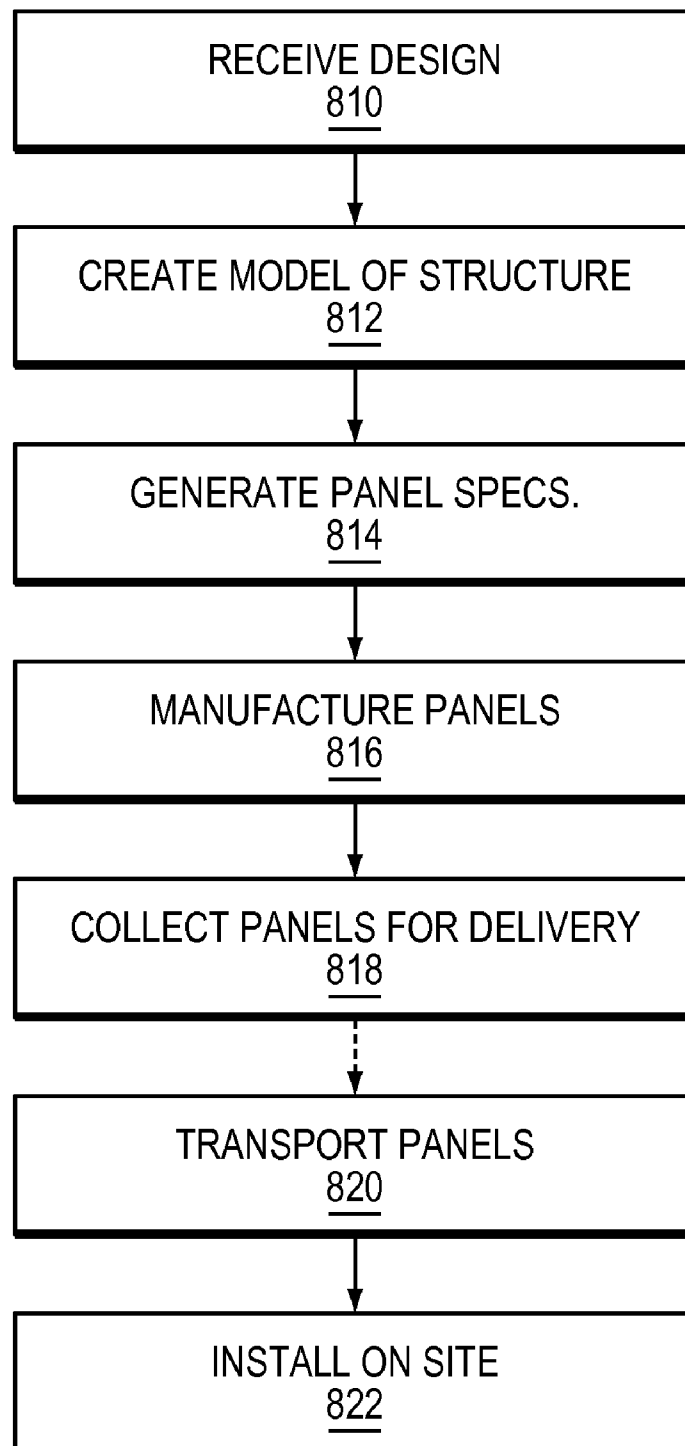 RECEIVE DESIGN
810
CREATE MODEL OF STRUCTURE
812
GENERATE PANEL SPECS.
814
MANUFACTURE PANELS
816
COLLECT PANELS FOR DELIVERY
818
TRANSPORT PANELS
820
INSTALL ON SITE
822